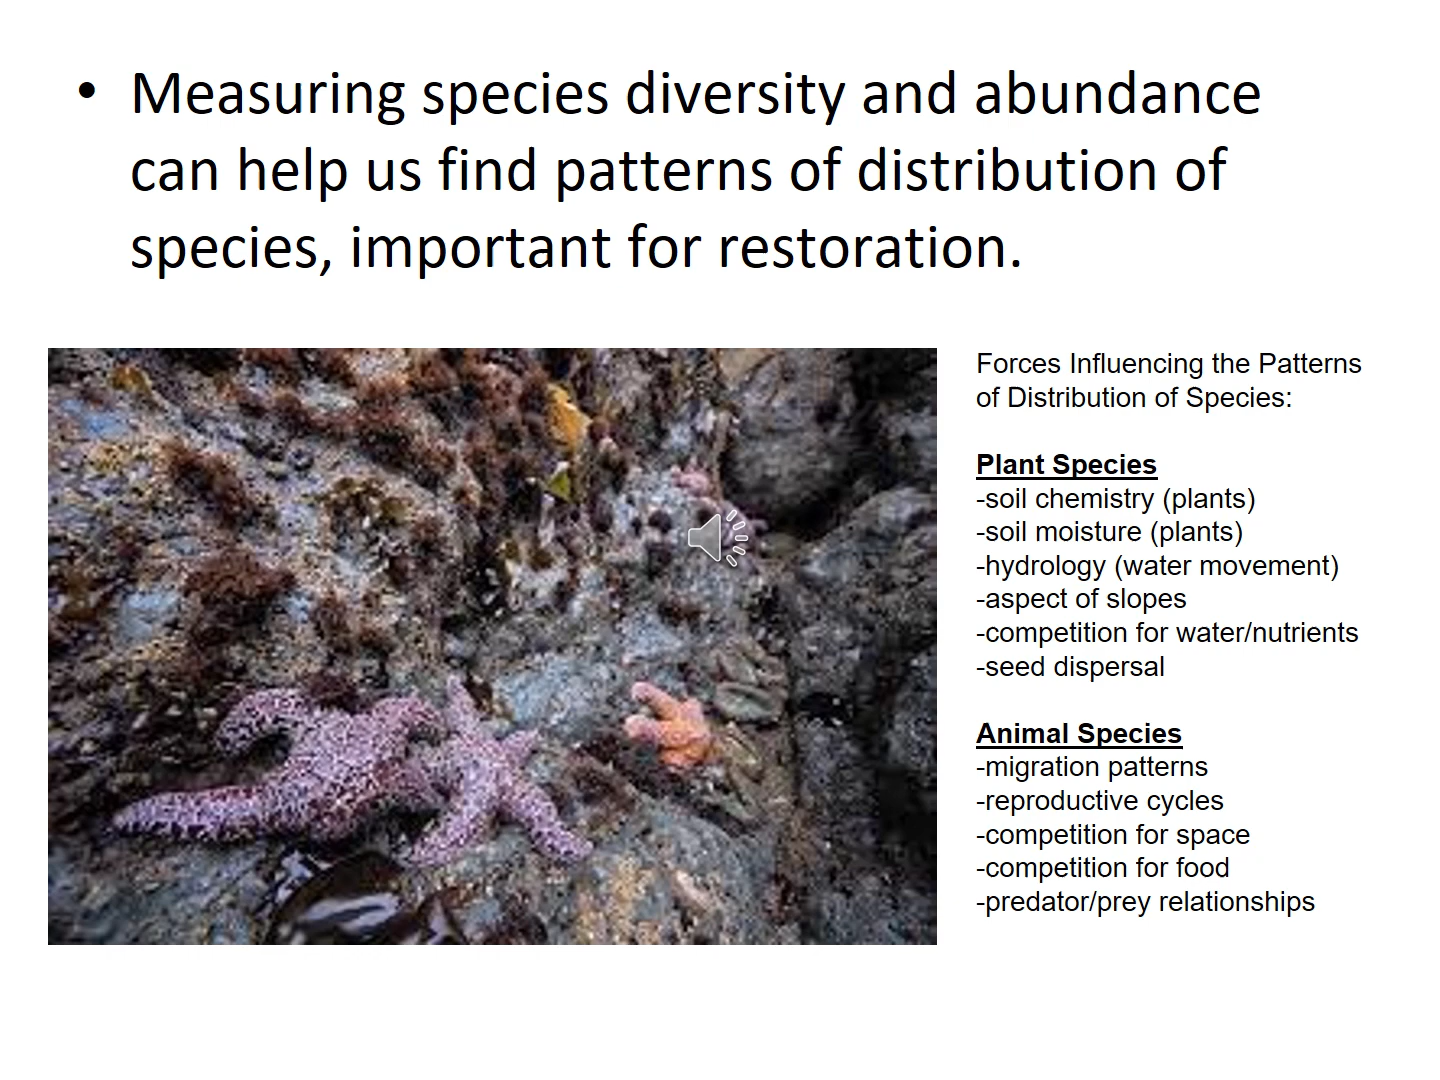 • Measuring species diversity and abundance
can help us find patterns of distribution of
species, important for restoration.
Forces Influencing the Patterns
of Distribution of Species:
Plant Species
-soil chemistry (plants)
-soil moisture (plants)
-hydrology (water movement)
-aspect of slopes
-competition for water/nutrients
-seed dispersal
Animal Species
-migration patterns
-reproductive cycles
-competition for space
-competition for food
-predator/prey relationships